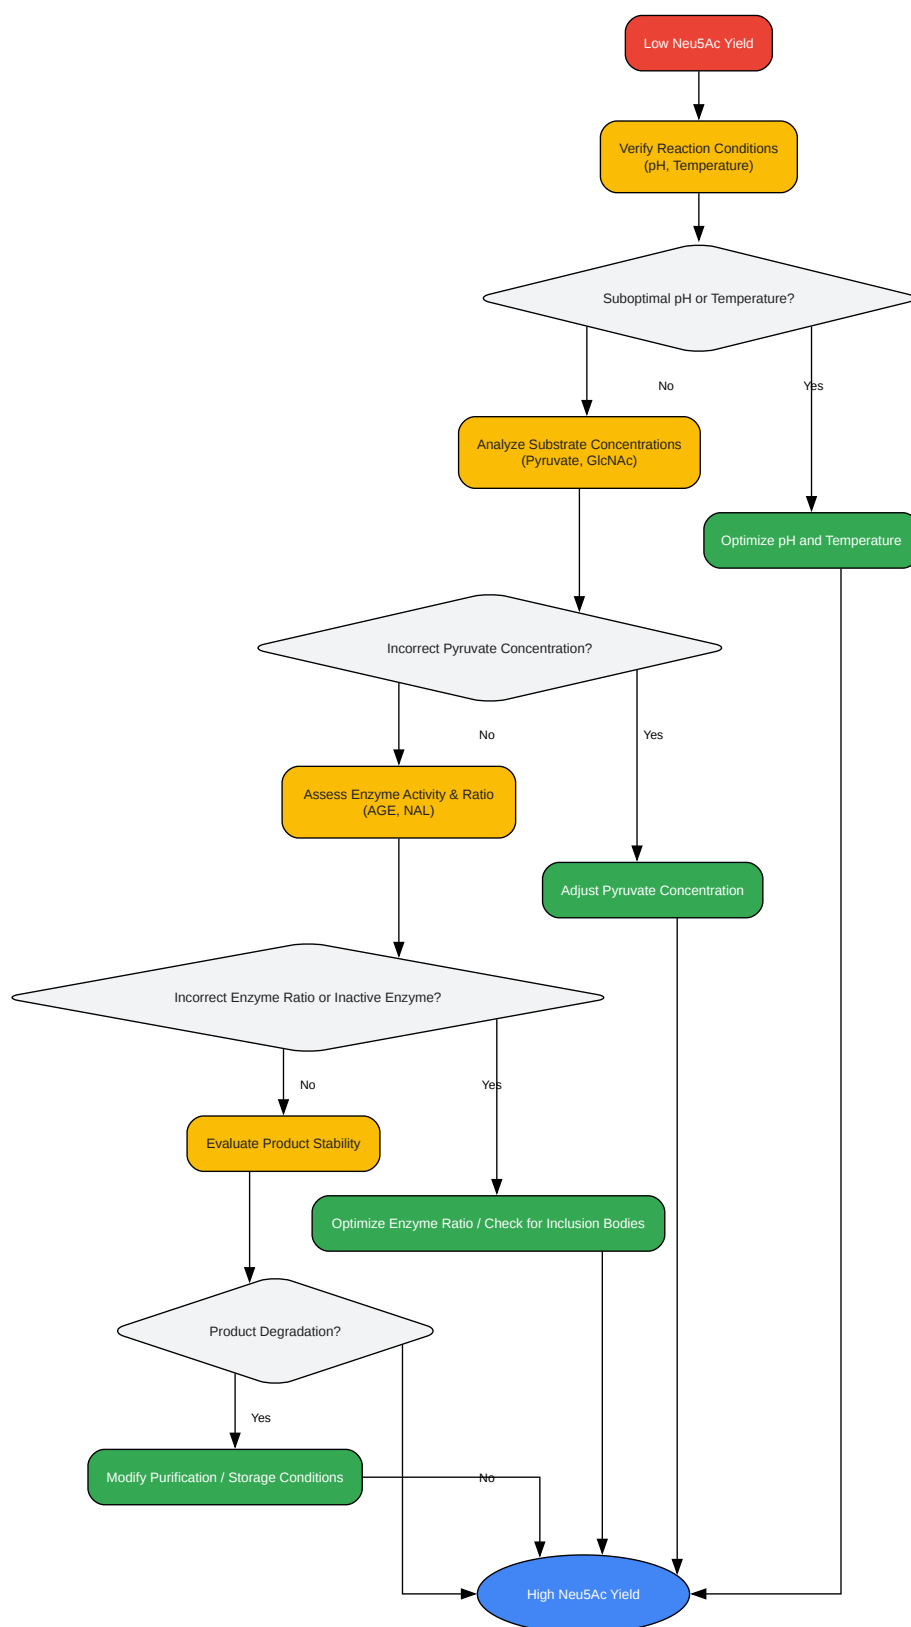 Low Neu5Ac Yield
Verify Reaction Conditions
(pH, Temperature)
Suboptimal pH or Temperature?
No
Yes
Analyze Substrate Concentrations
(Pyruvate, GlcNAc)
Optimize pH and Temperature
Incorrect Pyruvate Concentration?
No
Yes
Assess Enzyme Activity & Ratio
(AGE, NAL)
Adjust Pyruvate Concentration
Incorrect Enzyme Ratio or Inactive Enzyme?
No
Yes
Evaluate Product Stability
Optimize Enzyme Ratio / Check for Inclusion Bodies
Product Degradation?
Yes
Modify Purification / Storage Conditions
No
High Neu5Ac Yield